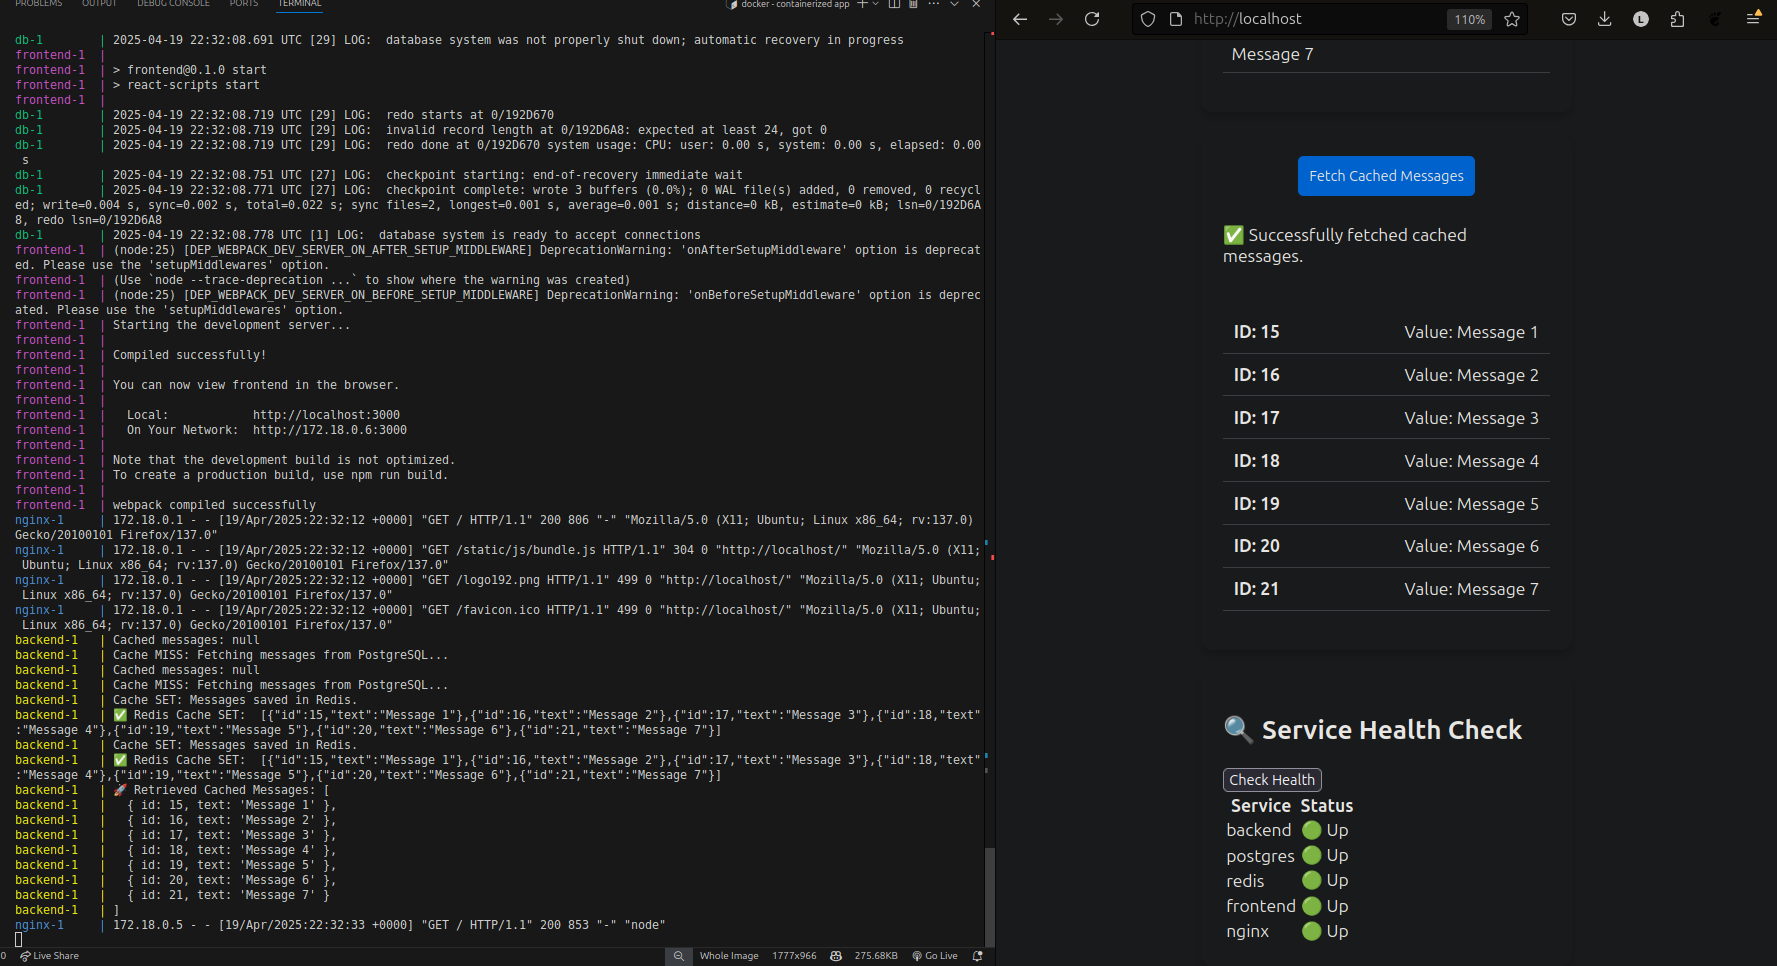 PROBLEMS OUTPUT DEBUG CONSOLE PORTS TERMINAL docker - containerized app
db-1 | 2025-04-19 22:32:08.691 UTC [29] LOG: database system was not properly shut down; automatic recovery in progress
frontend-1 |
frontend-1 | > frontend@0.1.0 start
frontend-1 | > react-scripts start
frontend-1 |
db-1 | 2025-04-19 22:32:08.719 UTC [29] LOG: redo starts at 0/192D670
db-1 | 2025-04-19 22:32:08.719 UTC [29] LOG: invalid record length at 0/192D6A8: expected at least 24, got 0
db-1 | 2025-04-19 22:32:08.719 UTC [29] LOG: redo done at 0/192D670 system usage: CPU: user: 0.00 s, system: 0.00 s, elapsed: 0.00
s
db-1 | 2025-04-19 22:32:08.751 UTC [27] LOG: checkpoint starting: end-of-recovery immediate wait
db-1 | 2025-04-19 22:32:08.771 UTC [27] LOG: checkpoint complete: wrote 3 buffers (0.0%); 0 WAL file(s) added, 0 removed, 0 recycl
ed; write=0.004 s, sync=0.002 s, total=0.022 s; sync files=2, longest=0.001 s, average=0.001 s; distance=0 kB, estimate=0 kB; lsn=0/192D6A
8, redo lsn=0/192D6A8
db-1 | 2025-04-19 22:32:08.778 UTC [1] LOG: database system is ready to accept connections
frontend-1 | (node:25) [DEP_WEBPACK_DEV_SERVER_ON_AFTER_SETUP_MIDDLEWARE] DeprecationWarning: 'onAfterSetupMiddleware' option is deprecat
ed. Please use the 'setupMiddlewares' option.
frontend-1 | (Use `node --trace-deprecation ...` to show where the warning was created)
frontend-1 | (node:25) [DEP_WEBPACK_DEV_SERVER_ON_BEFORE_SETUP_MIDDLEWARE] DeprecationWarning: 'onBeforeSetupMiddleware' option is deprec
ated. Please use the 'setupMiddlewares' option.
frontend-1 | Starting the development server...
frontend-1 |
frontend-1 | Compiled successfully!
frontend-1 |
frontend-1 | You can now view frontend in the browser.
frontend-1 |
frontend-1 | Local: http://localhost:3000
frontend-1 | On Your Network: http://172.18.0.6:3000
frontend-1 |
frontend-1 | Note that the development build is not optimized.
frontend-1 | To create a production build, use npm run build.
frontend-1 |
frontend-1 | webpack compiled successfully
nginx-1 | 172.18.0.1 - - [19/Apr/2025:22:32:12 +0000] "GET / HTTP/1.1" 200 806 "-" "Mozilla/5.0 (X11; Ubuntu; Linux x86_64; rv:137.0)
Gecko/20100101 Firefox/137.0"
nginx-1 | 172.18.0.1 - - [19/Apr/2025:22:32:12 +0000] "GET /static/js/bundle.js HTTP/1.1" 304 0 "http://localhost/" "Mozilla/5.0 (X11;
Ubuntu; Linux x86_64; rv:137.0) Gecko/20100101 Firefox/137.0"
nginx-1 | 172.18.0.1 - - [19/Apr/2025:22:32:12 +0000] "GET /logo192.png HTTP/1.1" 499 0 "http://localhost/" "Mozilla/5.0 (X11; Ubuntu;
Linux x86_64; rv:137.0) Gecko/20100101 Firefox/137.0"
nginx-1 | 172.18.0.1 - - [19/Apr/2025:22:32:12 +0000] "GET /favicon.ico HTTP/1.1" 499 0 "http://localhost/" "Mozilla/5.0 (X11; Ubuntu;
Linux x86_64; rv:137.0) Gecko/20100101 Firefox/137.0"
backend-1 | Cached messages: null
backend-1 | Cache MISS: Fetching messages from PostgreSQL...
backend-1 | Cached messages: null
backend-1 | Cache MISS: Fetching messages from PostgreSQL...
backend-1 | Cache SET: Messages saved in Redis.
backend-1 | ✅ Redis Cache SET: [{"id":15,"text":"Message 1"},{"id":16,"text":"Message 2"},{"id":17,"text":"Message 3"},{"id":18,"text"
:"Message 4"},{"id":19,"text":"Message 5"},{"id":20,"text":"Message 6"},{"id":21,"text":"Message 7"}]
backend-1 | Cache SET: Messages saved in Redis.
backend-1 | ✅ Redis Cache SET: [{"id":15,"text":"Message 1"},{"id":16,"text":"Message 2"},{"id":17,"text":"Message 3"},{"id":18,"text"
:"Message 4"},{"id":19,"text":"Message 5"},{"id":20,"text":"Message 6"},{"id":21,"text":"Message 7"}]
backend-1 | 🚀 Retrieved Cached Messages: [
backend-1 | { id: 15, text: 'Message 1' },
backend-1 | { id: 16, text: 'Message 2' },
backend-1 | { id: 17, text: 'Message 3' },
backend-1 | { id: 18, text: 'Message 4' },
backend-1 | { id: 19, text: 'Message 5' },
backend-1 | { id: 20, text: 'Message 6' },
backend-1 | { id: 21, text: 'Message 7' }
backend-1 | ]
nginx-1 | 172.18.0.5 - - [19/Apr/2025:22:32:33 +0000] "GET / HTTP/1.1" 200 853 "-" "node"
0 Live Share Whole Image 1777x966 275.68KB Go Live
http://localhost 110% L
Message 7
Fetch Cached Messages
✅ Successfully fetched cached
messages.
ID: 15 Value: Message 1
ID: 16 Value: Message 2
ID: 17 Value: Message 3
ID: 18 Value: Message 4
ID: 19 Value: Message 5
ID: 20 Value: Message 6
ID: 21 Value: Message 7
🔍 Service Health Check
Check Health
Service Status
backend 🟢 Up
postgres 🟢 Up
redis 🟢 Up
frontend 🟢 Up
nginx 🟢 Up